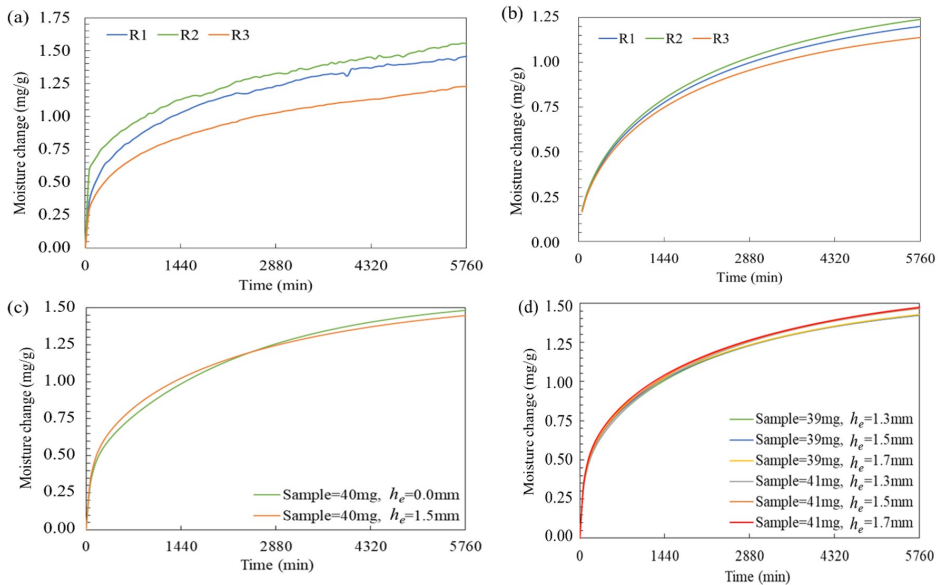 (a)
1.75
1.50
1.25
1.00
0.75
0.50
0.25
0.00
Moisture change (mg/g)
R1 R2 R3
0 1440 2880 4320 5760
Time (min)
(b)
1.25
1.00
0.75
0.50
0.25
0.00
Moisture change (mg/g)
R1 R2 R3
0 1440 2880 4320 5760
Time (min)
(c)
1.50
1.25
1.00
0.75
0.50
0.25
0.00
Moisture change (mg/g)
Sample=40mg, he=0.0mm
Sample=40mg, he=1.5mm
0 1440 2880 4320 5760
Time (min)
(d)
1.50
1.25
1.00
0.75
0.50
0.25
0.00
Moisture change (mg/g)
Sample=39mg, he=1.3mm
Sample=39mg, he=1.5mm
Sample=39mg, he=1.7mm
Sample=41mg, he=1.3mm
Sample=41mg, he=1.5mm
Sample=41mg, he=1.7mm
0 1440 2880 4320 5760
Time (min)